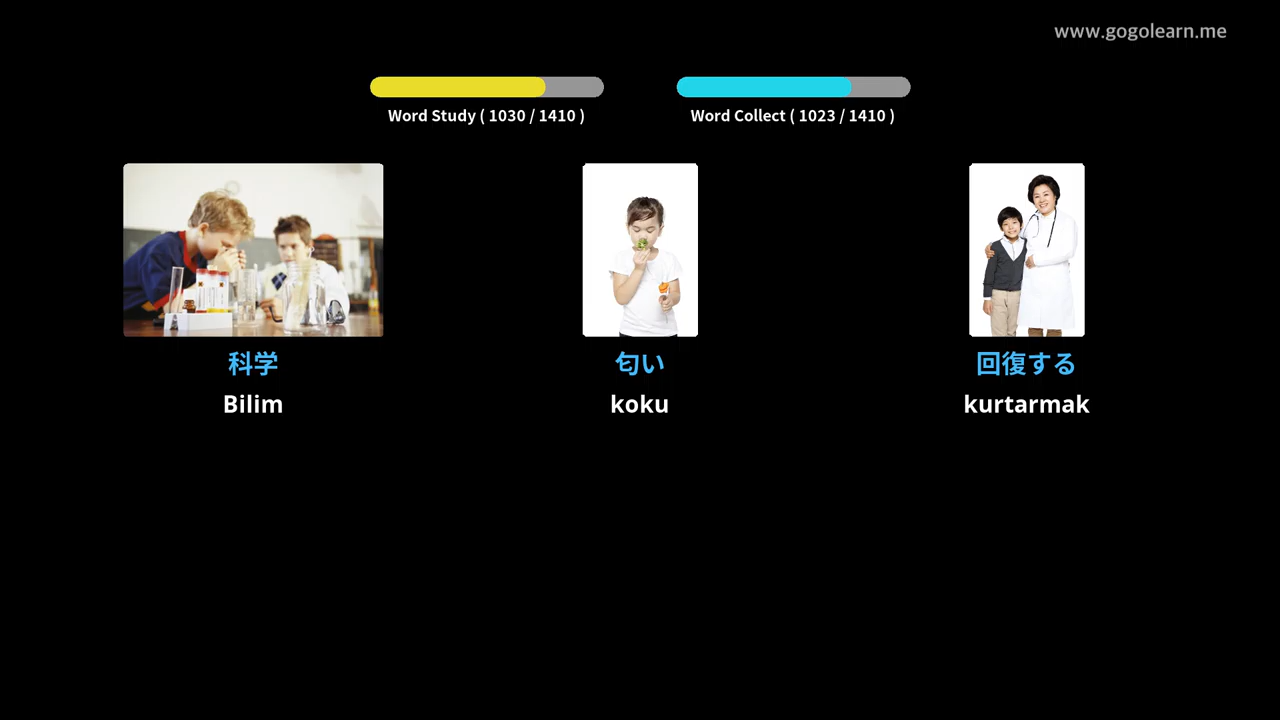 www.gogolearn.me
Word Study ( 1030 / 1410 )
Word Collect ( 1023 / 1410 )
科学
匂い
回復する
Bilim
koku
kurtarmak